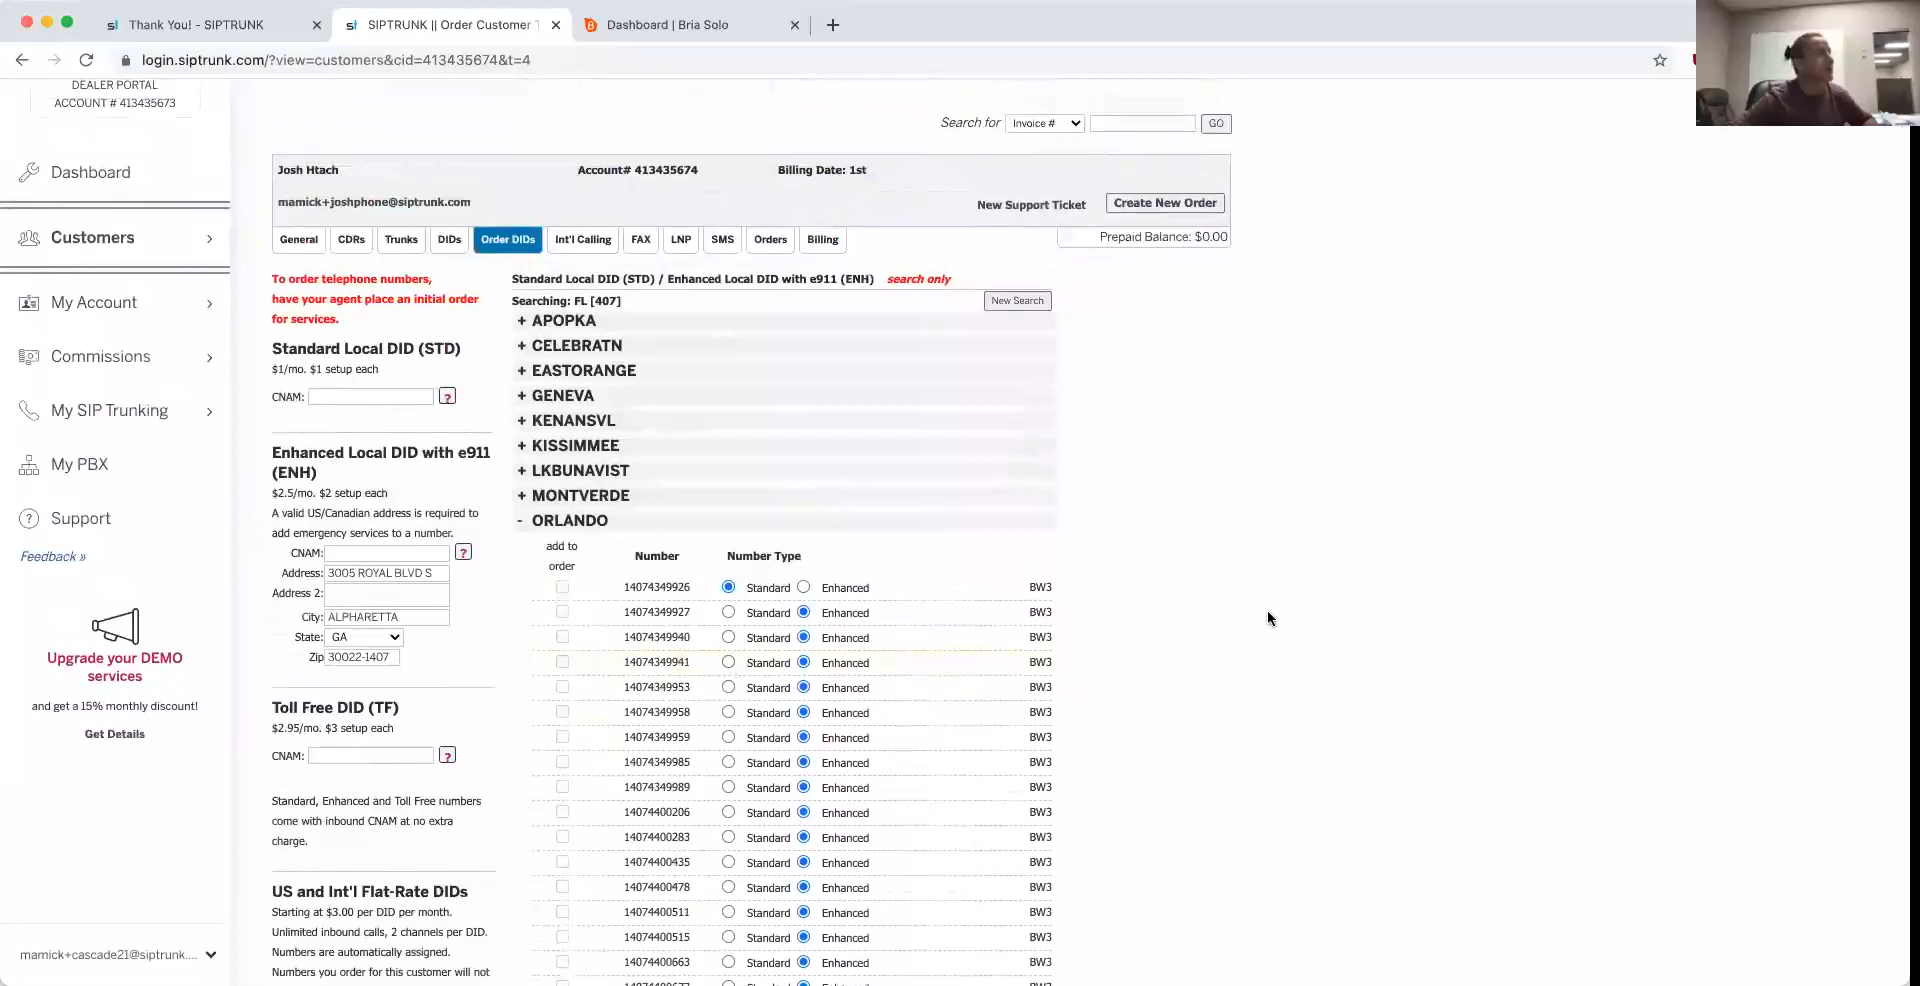 Thank You! - SIPTRUNK
SIPTRUNK || Order Customer T
Dashboard | Bria Solo
login.siptrunk.com/?view=customers&cid=413435674&t=4
DEALER PORTAL
ACCOUNT # 413435673
Dashboard
Customers
My Account
Commissions
My SIP Trunking
My PBX
Support
Feedback »
Upgrade your DEMO
services
and get a 15% monthly discount!
Get Details
mamick+cascade21@siptrunk....
Search for Invoice # GO
Josh Htach Account# 413435674 Billing Date: 1st
mamick+joshphone@siptrunk.com New Support Ticket Create New Order
General CDRs Trunks DIDs Order DIDs Int'l Calling FAX LNP SMS Orders Billing Prepaid Balance: $0.00
To order telephone numbers,
have your agent place an initial order
for services.
Standard Local DID (STD)
$1/mo. $1 setup each
CNAM: ?
Enhanced Local DID with e911
(ENH)
$2.5/mo. $2 setup each
A valid US/Canadian address is required to
add emergency services to a number.
CNAM: ?
Address: 3005 ROYAL BLVD S
Address 2:
City: ALPHARETTA
State: GA
Zip 30022-1407
Toll Free DID (TF)
$2.95/mo. $3 setup each
CNAM: ?
Standard, Enhanced and Toll Free numbers
come with inbound CNAM at no extra
charge.
US and Int'l Flat-Rate DIDs
Starting at $3.00 per DID per month.
Unlimited inbound calls, 2 channels per DID.
Numbers are automatically assigned.
Numbers you order for this customer will not
Standard Local DID (STD) / Enhanced Local DID with e911 (ENH) search only
Searching: FL [407] New Search
+ APOPKA
+ CELEBRATN
+ EASTORANGE
+ GENEVA
+ KENANSVL
+ KISSIMMEE
+ LKBUNAVIST
+ MONTVERDE
- ORLANDO
add to
order Number Number Type
14074349926 Standard Enhanced BW3
14074349927 Standard Enhanced BW3
14074349940 Standard Enhanced BW3
14074349941 Standard Enhanced BW3
14074349953 Standard Enhanced BW3
14074349958 Standard Enhanced BW3
14074349959 Standard Enhanced BW3
14074349985 Standard Enhanced BW3
14074349989 Standard Enhanced BW3
14074400206 Standard Enhanced BW3
14074400283 Standard Enhanced BW3
14074400435 Standard Enhanced BW3
14074400478 Standard Enhanced BW3
14074400511 Standard Enhanced BW3
14074400515 Standard Enhanced BW3
14074400663 Standard Enhanced BW3